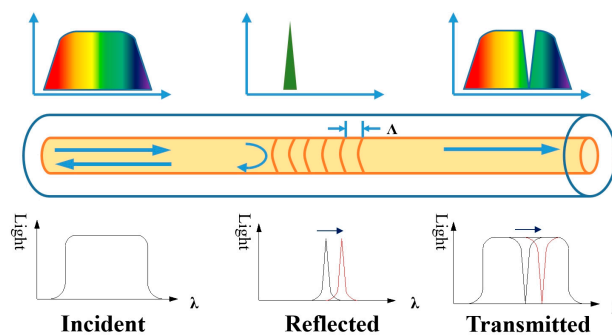 Λ
Light
λ
Incident
Light
λ
Reflected
Light
Transmitted